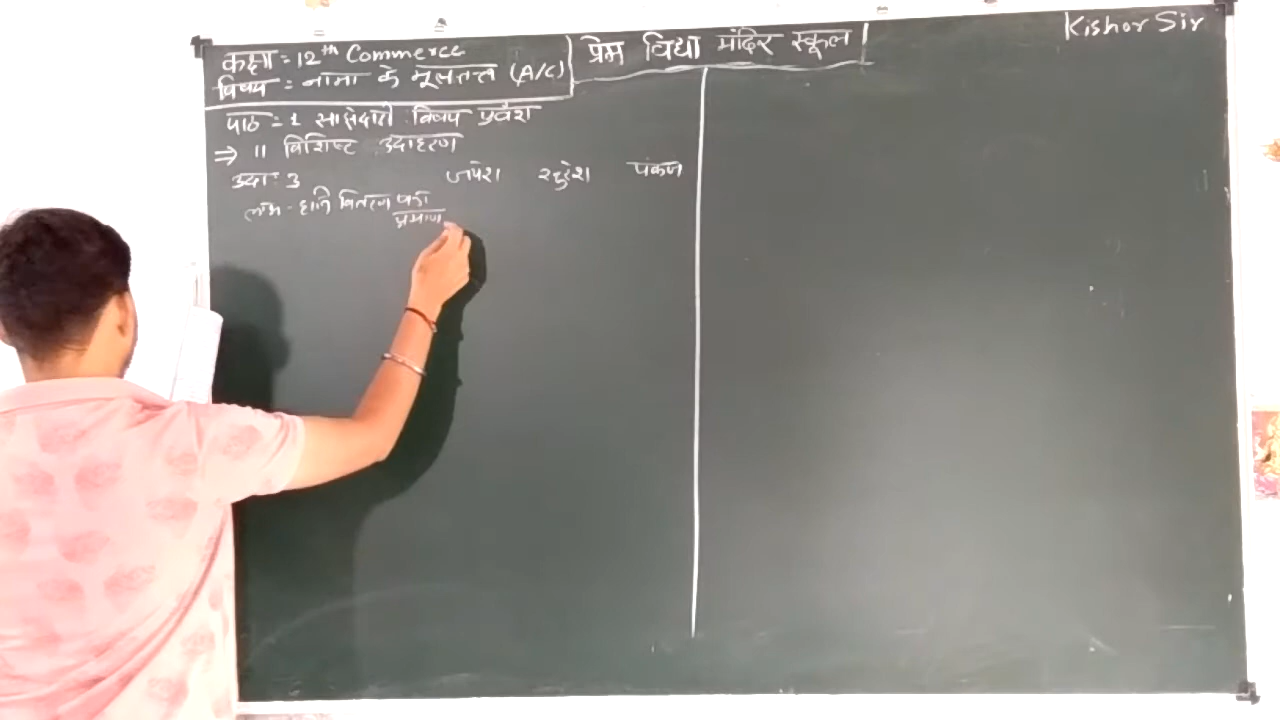 कक्षा = 12th Commerce
विषय = नामा के मूलतत्व (A/C)
प्रेम विद्या मंदिर स्कूल
Kishor Sir
पाठ = 1 साझेदारी विषय प्रवेश
⇒ 11 विशिष्ट उदाहरण
उदा = 3 जयेश सुरेश पंकज
लाभ - हानि वितरण का
प्रमाण